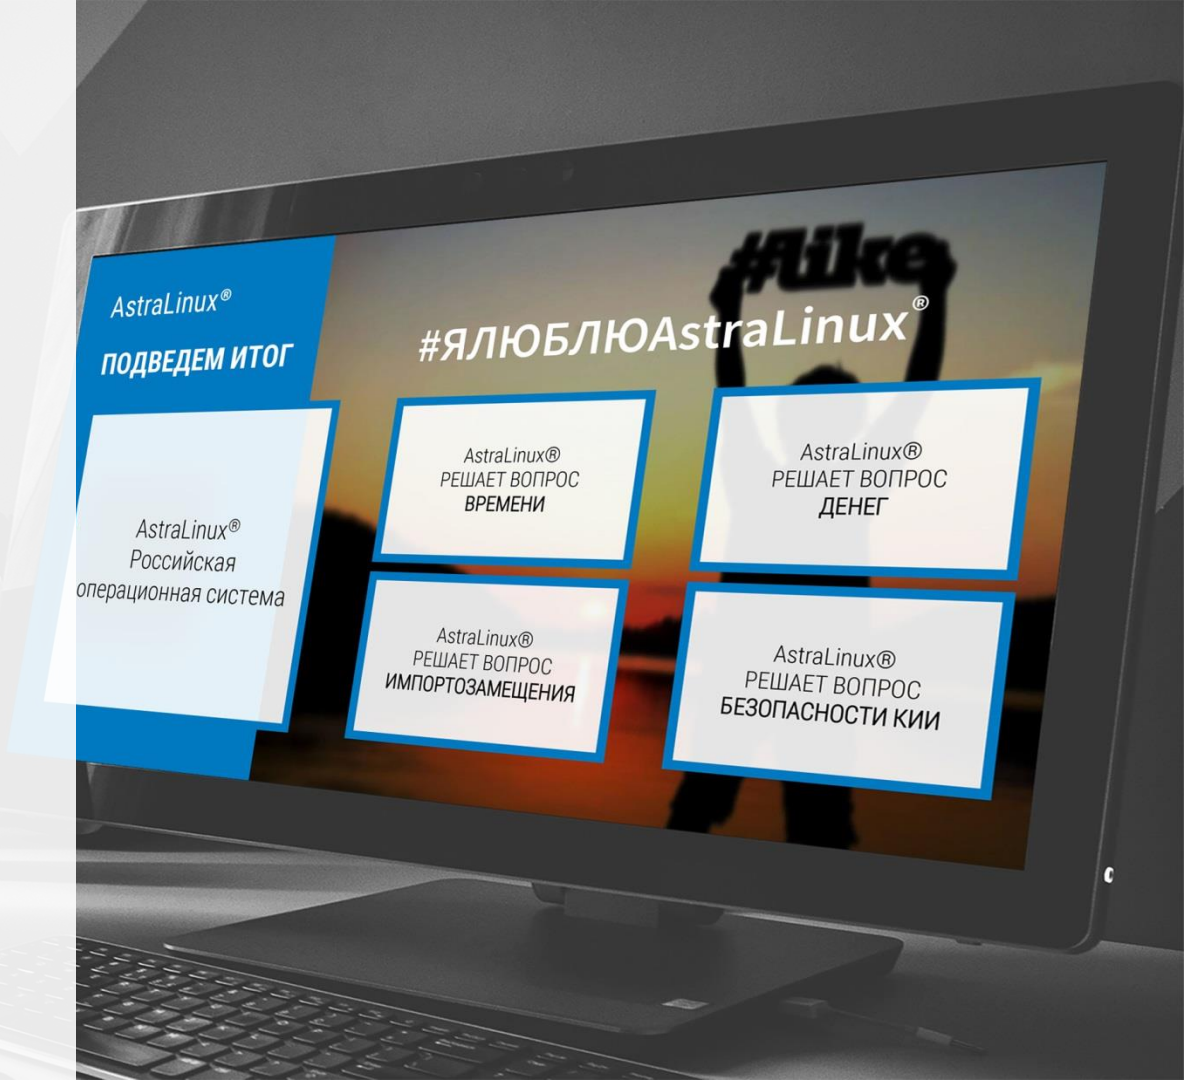 AstraLinux®
ПОДВЕДЕМ ИТОГ
#like
#ЯЛЮБЛЮAstraLinux®
AstraLinux®
Российская
операционная система
AstraLinux®
РЕШАЕТ ВОПРОС
ВРЕМЕНИ
AstraLinux®
РЕШАЕТ ВОПРОС
ДЕНЕГ
AstraLinux®
РЕШАЕТ ВОПРОС
ИМПОРТОЗАМЕЩЕНИЯ
AstraLinux®
РЕШАЕТ ВОПРОС
БЕЗОПАСНОСТИ КИИ